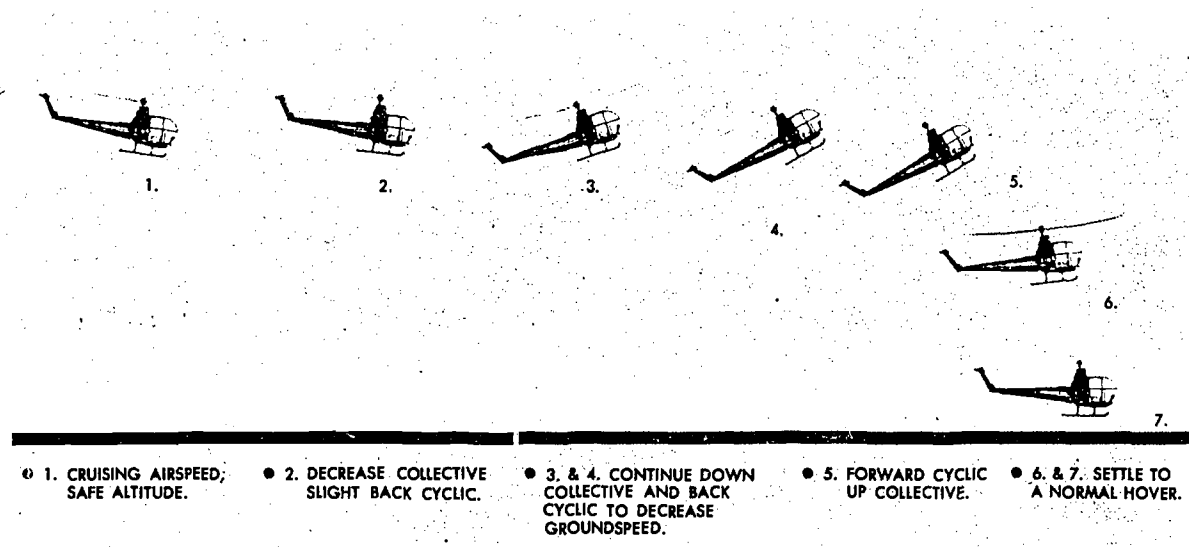 1.
2.
3.
4.
5.
6.
7.
● 1. CRUISING AIRSPEED;
SAFE ALTITUDE.
● 2. DECREASE COLLECTIVE
SLIGHT BACK CYCLIC.
● 3. & 4. CONTINUE DOWN
COLLECTIVE AND BACK
CYCLIC TO DECREASE
GROUNDSPEED.
● 5. FORWARD CYCLIC
UP COLLECTIVE.
● 6. & 7. SETTLE TO
A NORMAL HOVER.